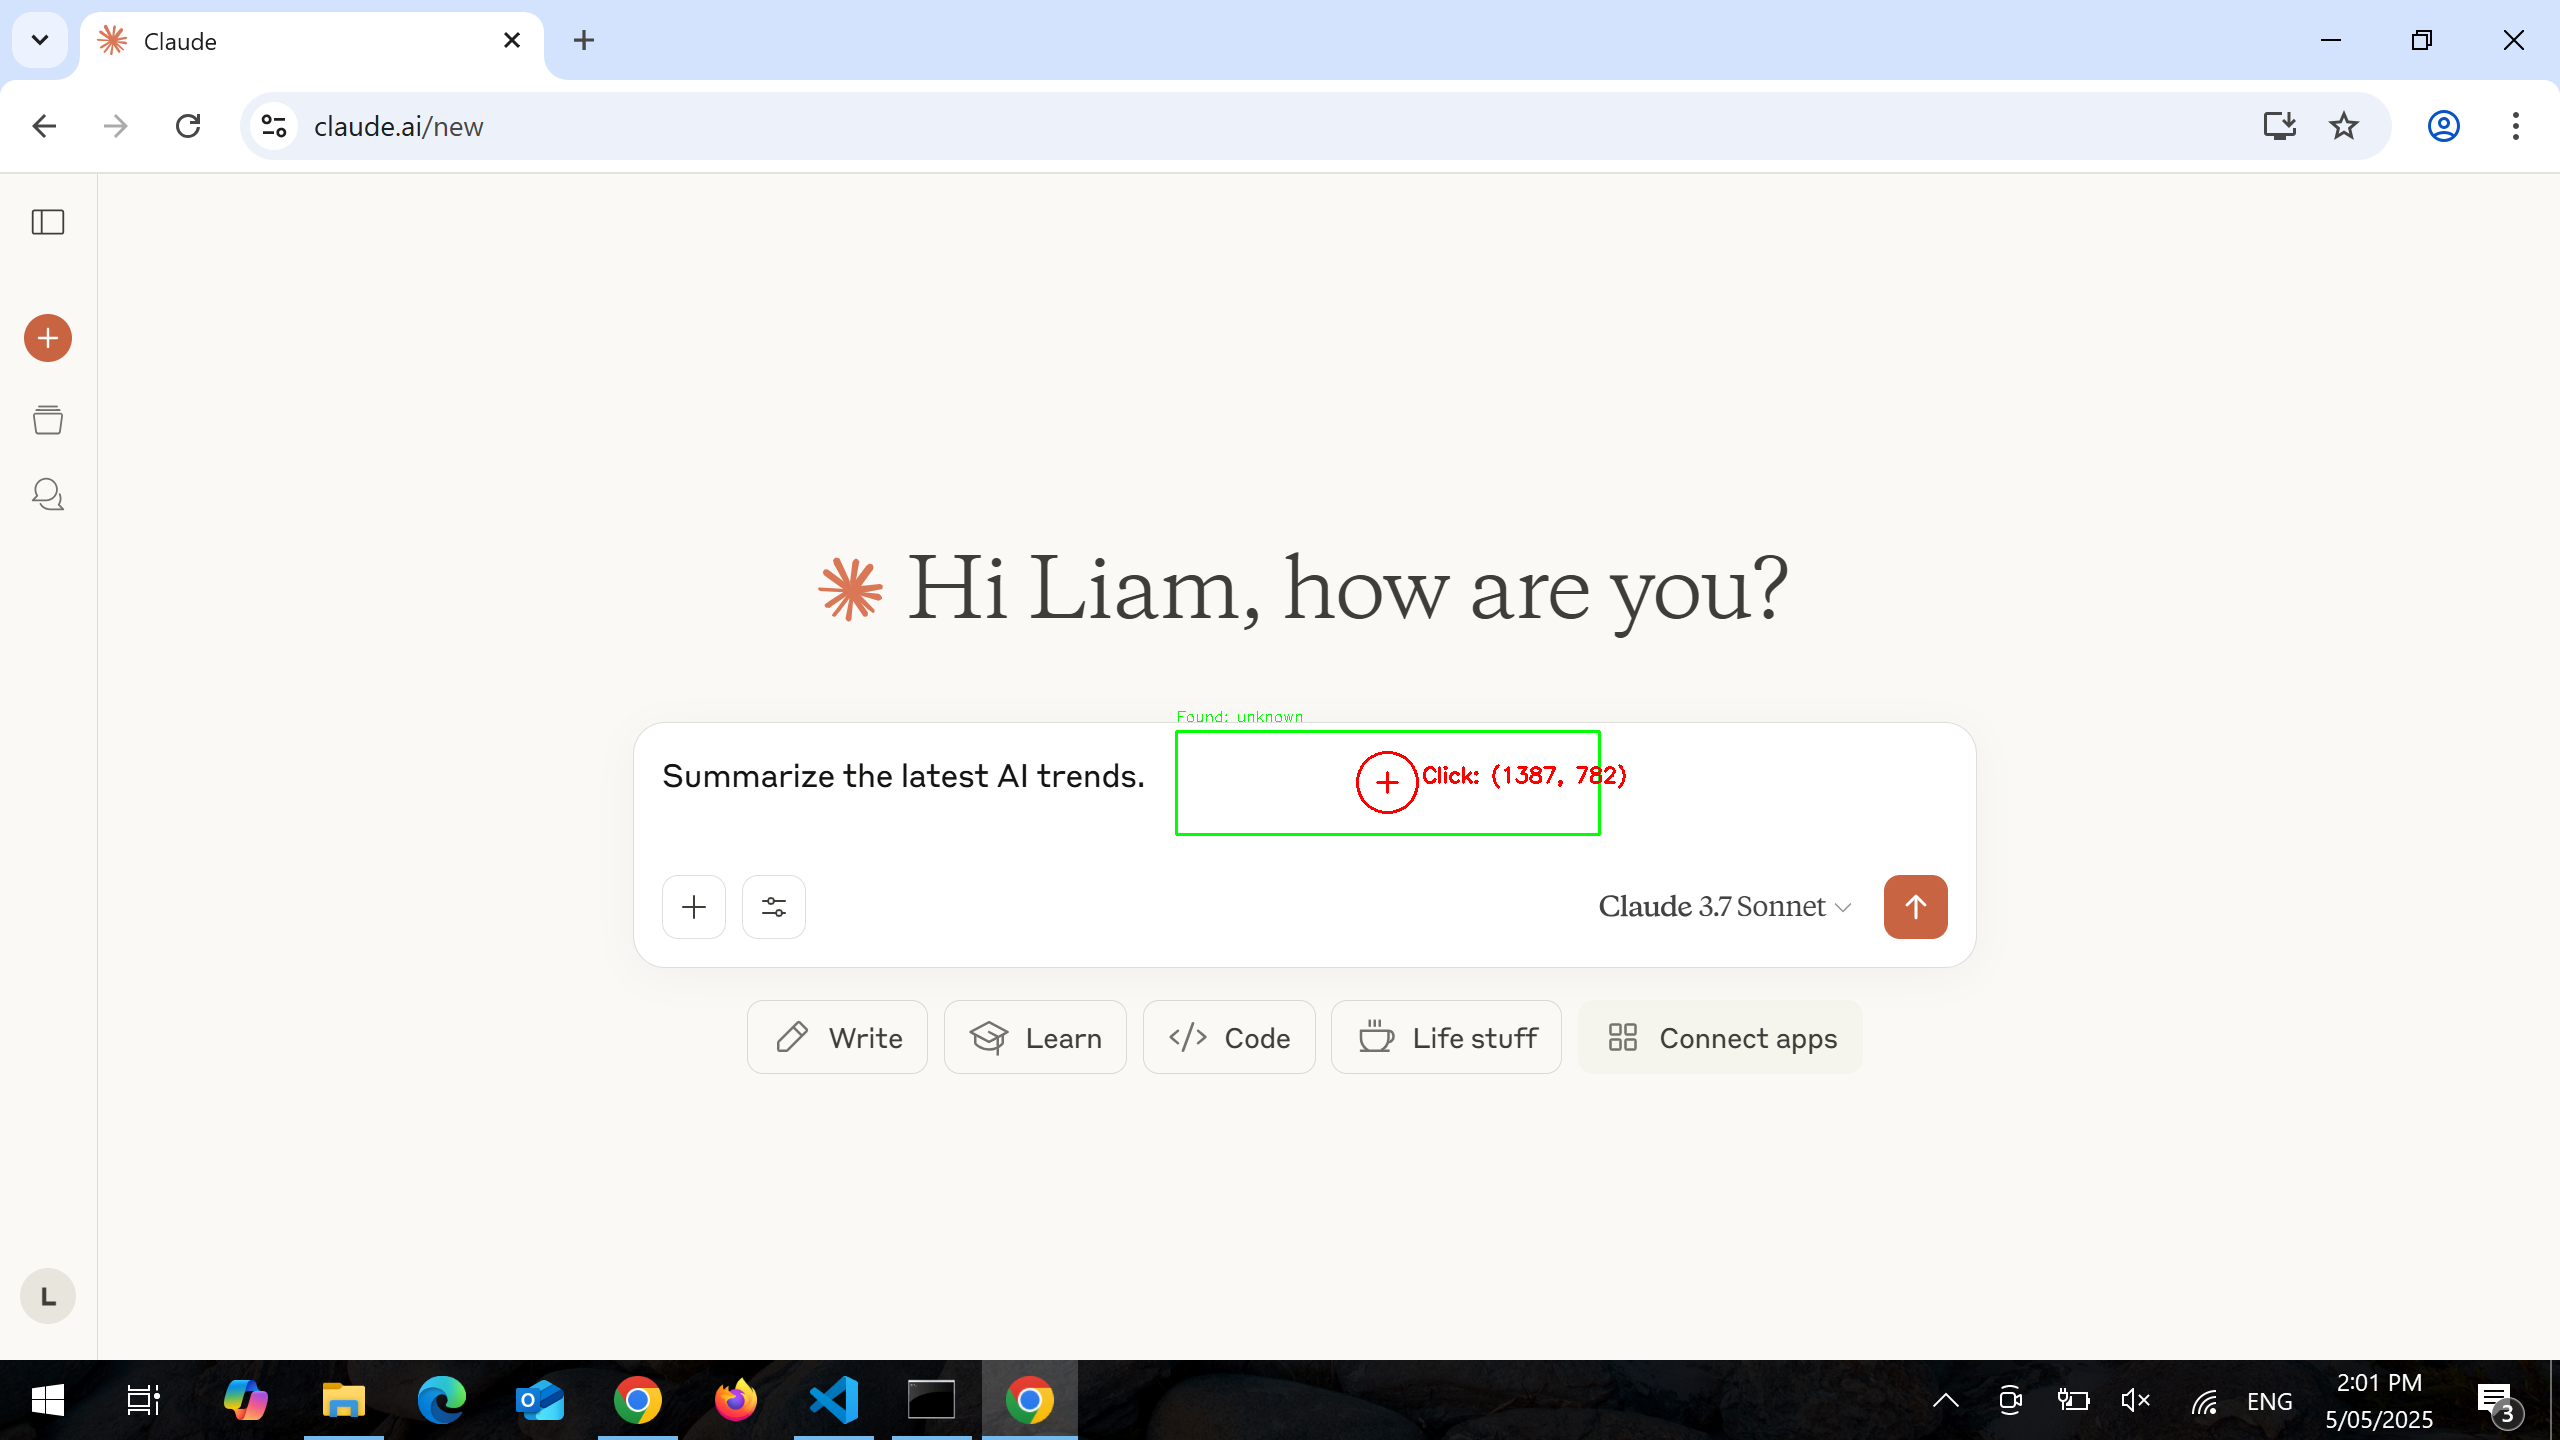 Claude
claude.ai/new
Hi Liam, how are you?
Found: unknown
Summarize the latest AI trends.
Click: (1387, 782)
Claude 3.7 Sonnet
Write
Learn
Code
Life stuff
Connect apps
L
ENG
2:01 PM
5/05/2025
3